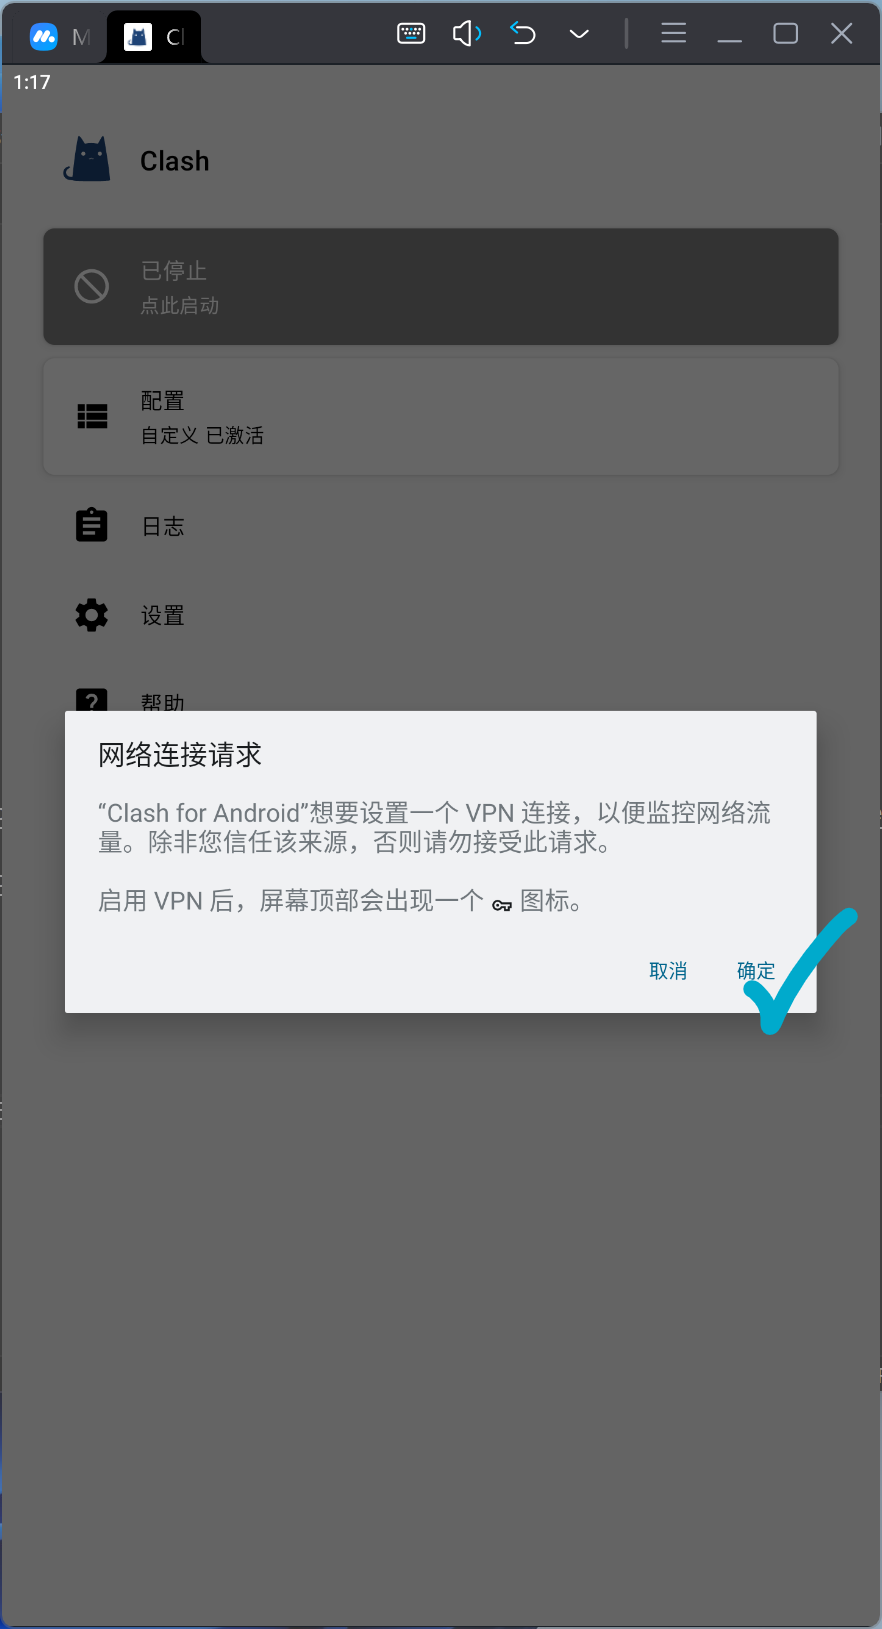 M
Cl
1:17
Clash
已停止
点此启动
配置
自定义 已激活
日志
设置
帮助
网络连接请求
“Clash for Android”想要设置一个 VPN 连接，以便监控网络流
量。除非您信任该来源，否则请勿接受此请求。
启用 VPN 后，屏幕顶部会出现一个 图标。
取消 确定